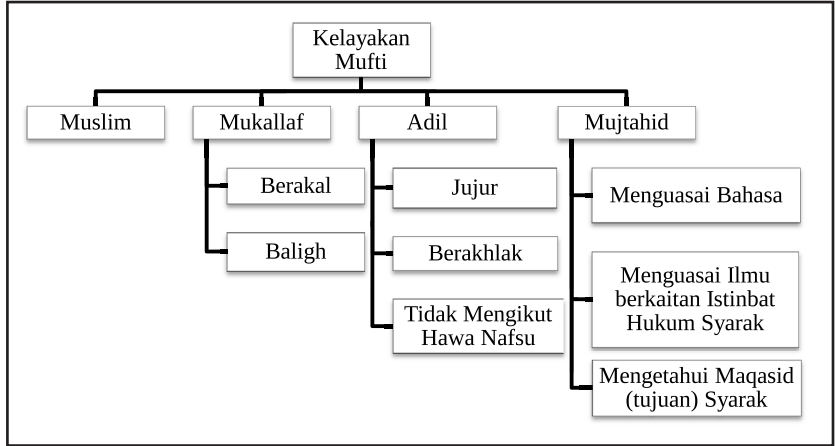 Kelayakan
Mufti
Muslim
Mukallaf
Adil
Mujtahid
Berakal
Baligh
Jujur
Berakhlak
Tidak Mengikut
Hawa Nafsu
Menguasai Bahasa
Menguasai Ilmu
berkaitan Istinbat
Hukum Syarak
Mengetahui Maqasid
(tujuan) Syarak